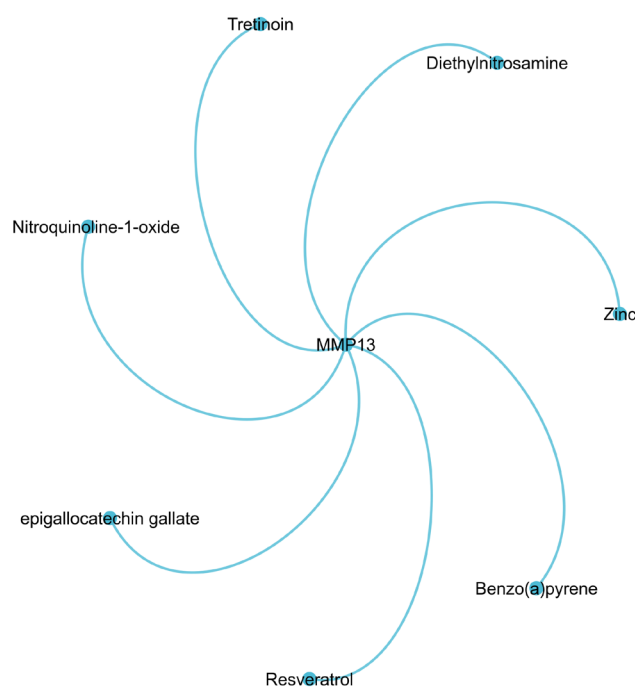 Tretinoin
Diethylnitrosamine
Nitroquinoline-1-oxide
Zinc
MMP13
epigallocatechin gallate
Benzo(a)pyrene
Resveratrol